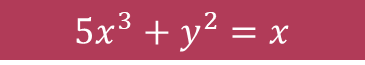 5x³ + y² = x